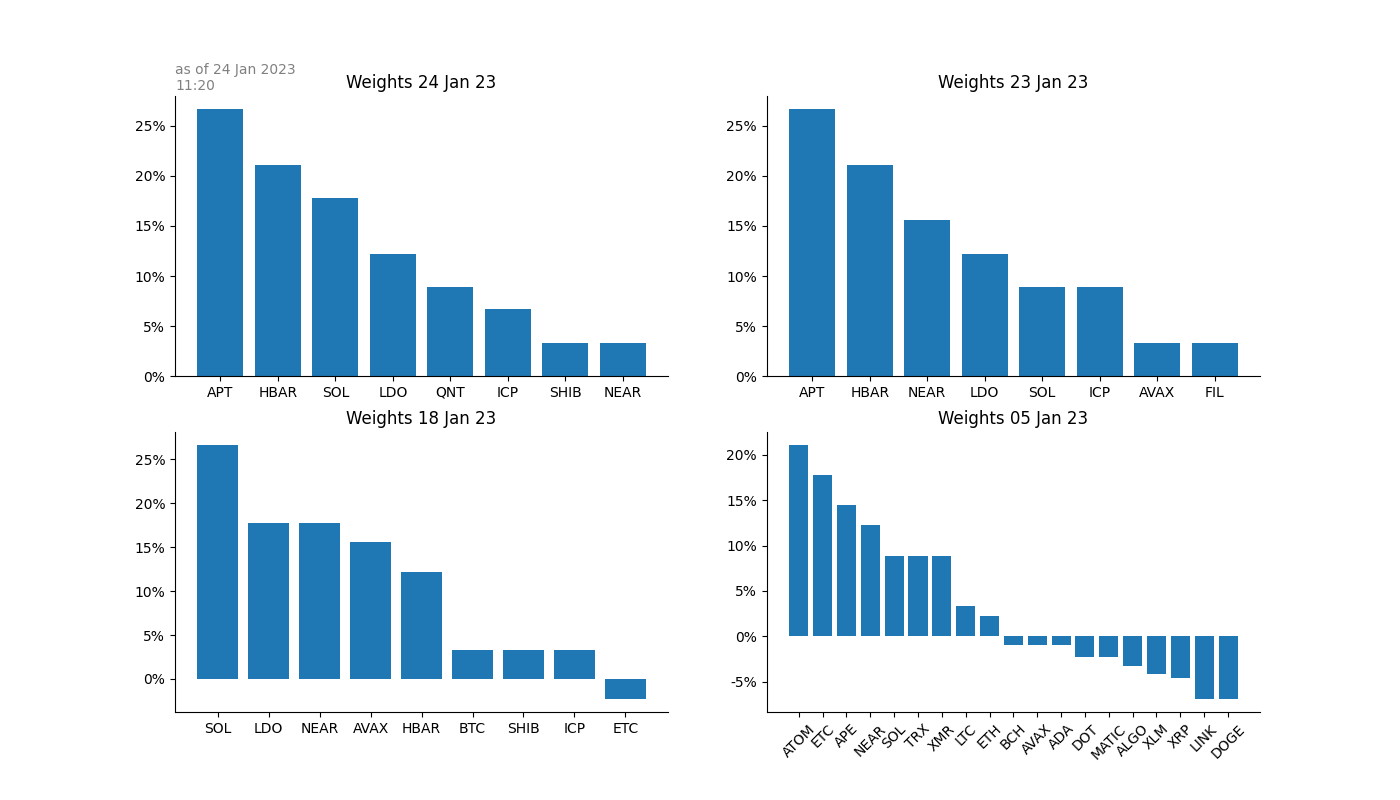 as of 24 Jan 2023
11:20
Weights 24 Jan 23
25%
20%
15%
10%
5%
0%
APT HBAR SOL LDO QNT ICP SHIB NEAR
Weights 23 Jan 23
25%
20%
15%
10%
5%
0%
APT HBAR NEAR LDO SOL ICP AVAX FIL
Weights 18 Jan 23
25%
20%
15%
10%
5%
0%
SOL LDO NEAR AVAX HBAR BTC SHIB ICP ETC
Weights 05 Jan 23
20%
15%
10%
5%
0%
-5%
ATOM ETC APE NEAR SOL TRX XMR LTC ETH BCH AVAX ADA DOT MATIC ALGO XLM XRP LINK DOGE